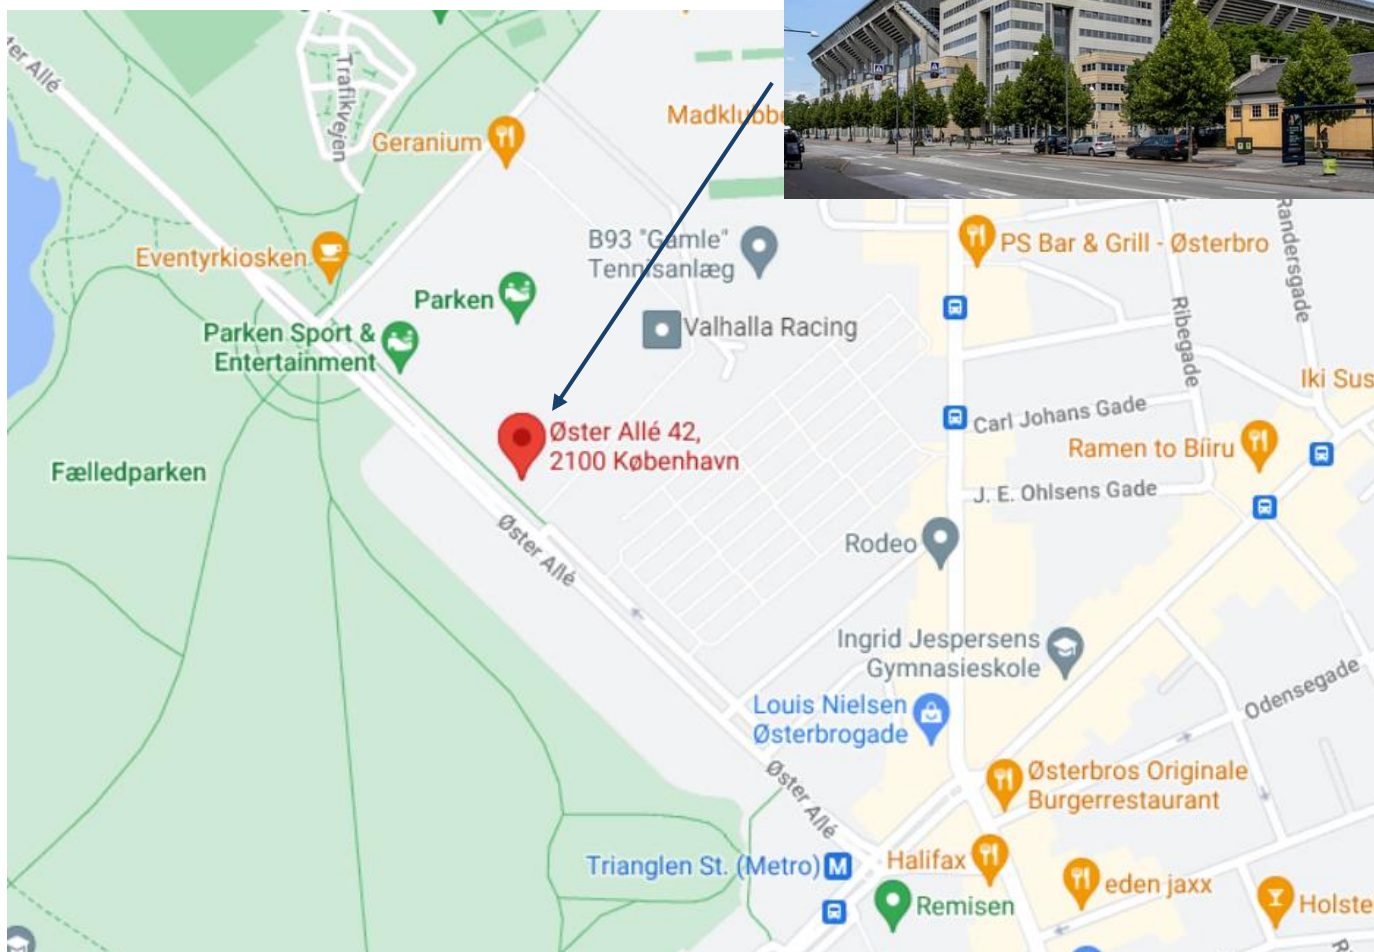 ter Allé
Trafikvejen
Geranium
Madklubbe
Eventyrkiosken
B93 "Gamle"
Tennisanlæg
PS Bar & Grill - Østerbro
Randersgade
Ribegade
Parken
Parken Sport &
Entertainment
Valhalla Racing
Iki Sus
Carl Johans Gade
Øster Allé 42,
2100 København
Ramen to Bíiru
Fælledparken
J. E. Ohlsens Gade
Øster Allé
Rodeo
Ingrid Jespersens
Gymnasieskole
Odensegade
Louis Nielsen
Østerbrogade
Øster Allé
Østerbros Originale
Burgerrestaurant
Trianglen St. (Metro)
M
Halifax
eden jaxx
Remisen
Holste